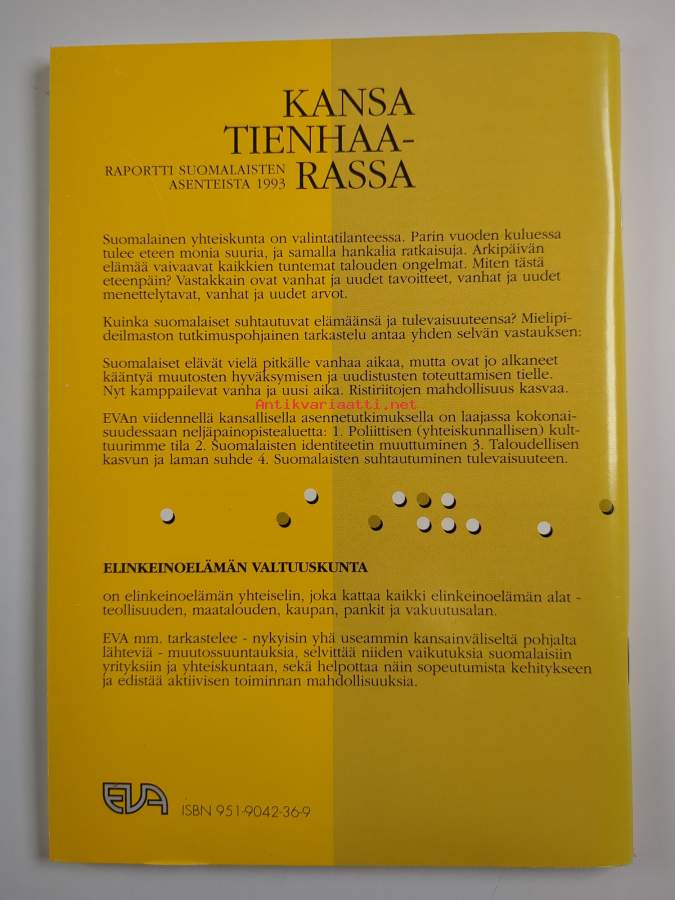 KANSA
TIENHAA-
RAPORTTI SUOMALAISTEN
ASENTEISTA 1993
RASSA
Suomalainen yhteiskunta on valintatilanteessa. Parin vuoden kuluessa
tulee eteen monia suuria, ja samalla hankalia ratkaisuja. Arkipäivän
elämää vaivaavat kaikkien tuntemat talouden ongelmat. Miten tästä
eteenpäin? Vastakkain ovat vanhat ja uudet tavoitteet, vanhat ja uudet
menettelytavat, vanhat ja uudet arvot.
Kuinka suomalaiset suhtautuvat elämäänsä ja tulevaisuuteensa? Mielipi-
deilmaston tutkimuspohjainen tarkastelu antaa yhden selvän vastauksen:
Suomalaiset elävät vielä pitkälle vanhaa aikaa, mutta ovat jo alkaneet
kääntyä muutosten hyväksymisen ja uudistusten toteuttamisen tielle.
Nyt kamppailevat vanha ja uusi aika. Ristiriitojen mahdollisuus kasvaa.
Antikvariaatti.net
EVAn viidennellä kansallisella asennetutkimuksella on laajassa kokonai-
suudessaan neljäpainopistealuetta: 1. Poliittisen (yhteiskunnallisen) kult-
tuurimme tila 2. Suomalaisten identiteetin muuttuminen 3. Taloudellisen
kasvun ja laman suhde 4. Suomalaisten suhtautuminen tulevaisuuteen.
ELINKEINOELÄMÄN VALTUUSKUNTA
on elinkeinoelämän yhteiselin, joka kattaa kaikki elinkeinoelämän alat -
teollisuuden, maatalouden, kaupan, pankit ja vakuutusalan.
EVA mm. tarkastelee - nykyisin yhä useammin kansainväliseltä pohjalta
lähteviä - muutossuuntauksia, selvittää niiden vaikutuksia suomalaisiin
yrityksiin ja yhteiskuntaan, sekä helpottaa näin sopeutumista kehitykseen
ja edistää aktiivisen toiminnan mahdollisuuksia.
EVA ISBN 951-9042-36-9